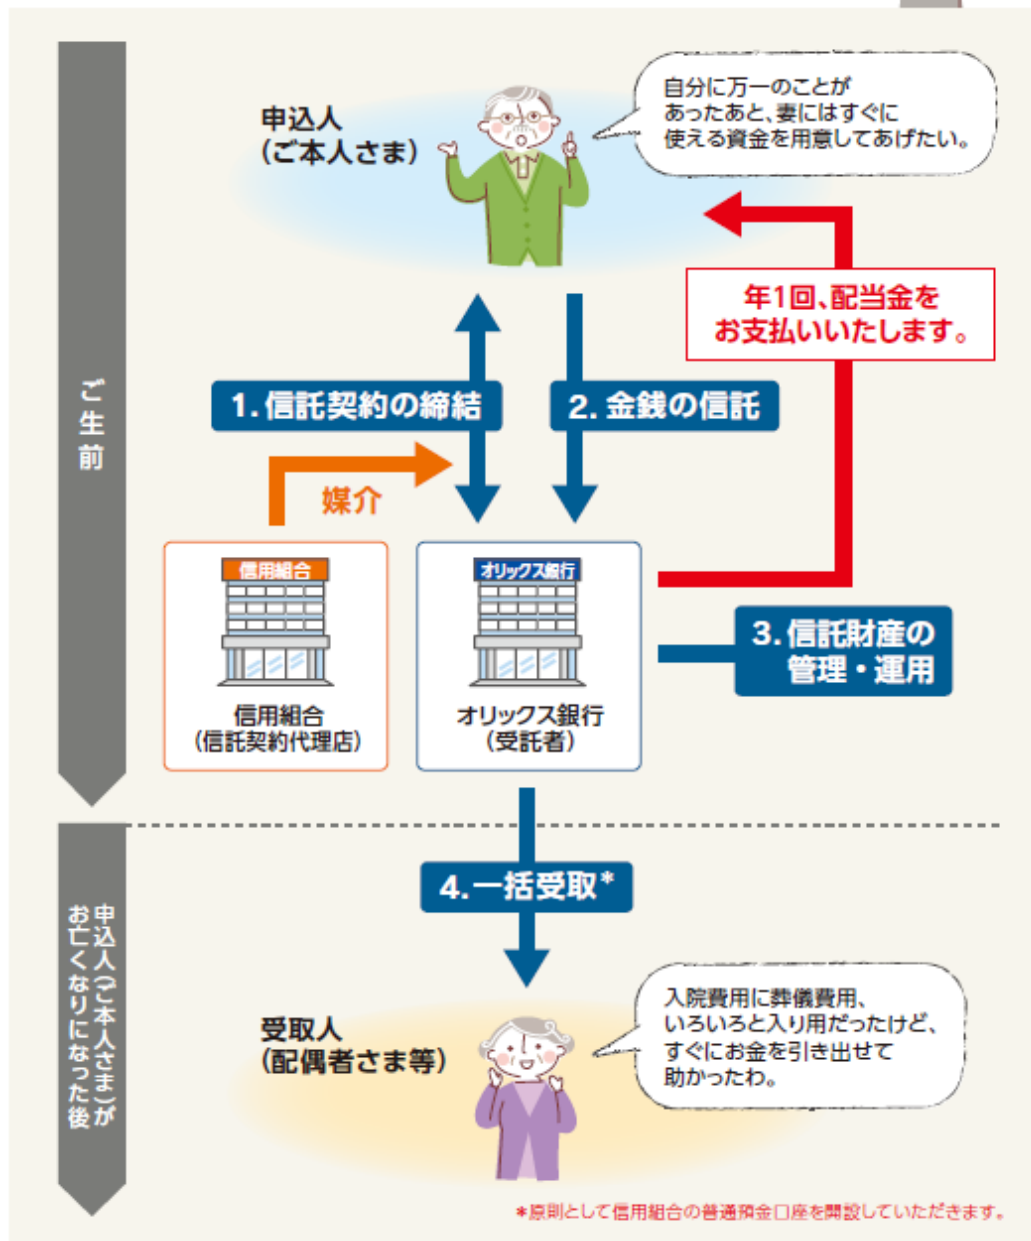 ご生前
申込人
(ご本人さま)
自分に万一のことが
あったあと、妻にはすぐに
使える資金を用意してあげたい。
年1回、配当金を
お支払いいたします。
1.信託契約の締結
2.金銭の信託
媒介
信用組合
信用組合
(信託契約代理店)
オリックス銀行
オリックス銀行
(受託者)
3.信託財産の
管理・運用
申込人(ご本人さま)が
お亡くなりになった後
4.一括受取*
受取人
(配偶者さま等)
入院費用に葬儀費用、
いろいろと入り用だったけど、
すぐにお金を引き出せて
助かったわ。
*原則として信用組合の普通預金口座を開設していただきます。